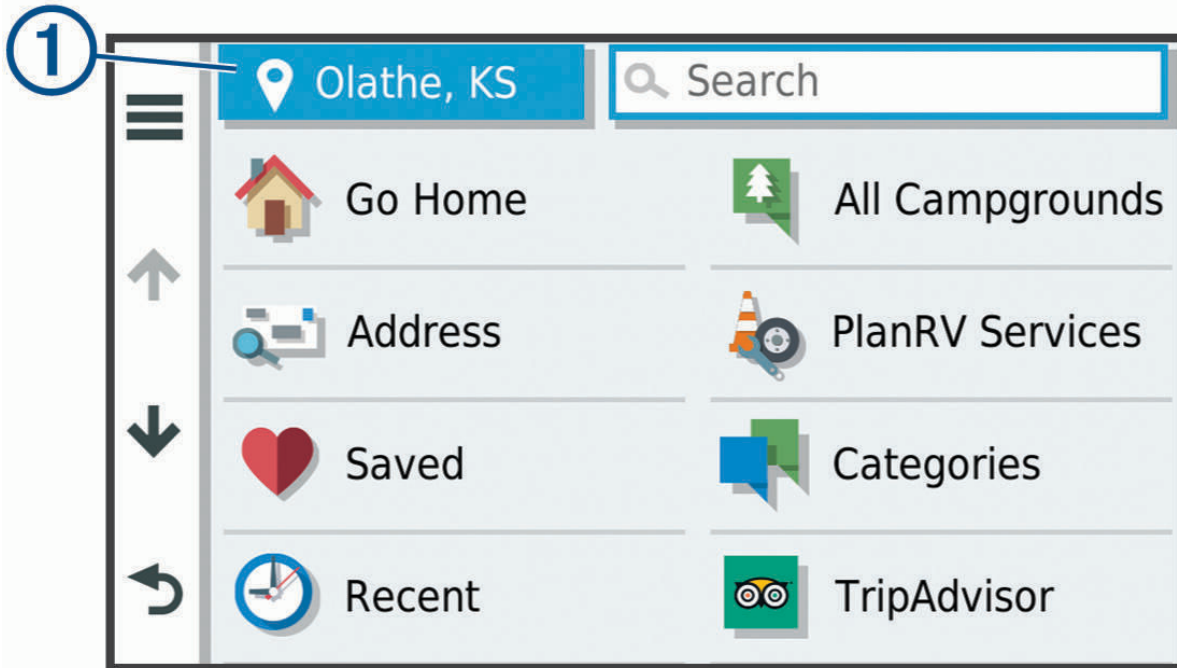 1
Olathe, KS
Search
Go Home
All Campgrounds
Address
PlanRV Services
Saved
Categories
Recent
TripAdvisor